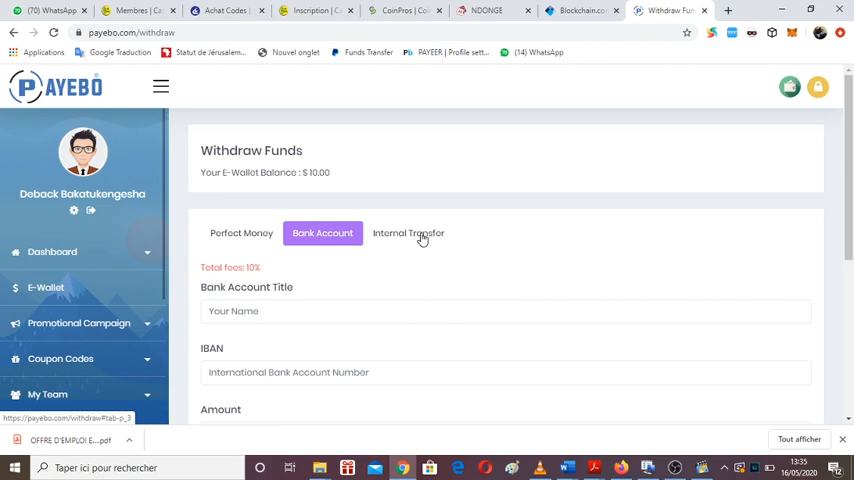 (70) WhatsApp
Membres | Ca
Achat Codes |
Inscription | C
CoinPros | Coi
NDONGE
Blockchain.co
Withdraw Fun
payebo.com/withdraw
Applications
Google Traduction
Statut de Jérusalem...
Nouvel onglet
Funds Transfer
Pb PAYEER | Profile sett...
(14) WhatsApp
PAYEBO
Withdraw Funds
Your E-Wallet Balance : $ 10.00
Deback Bakatukengesha
Perfect Money
Bank Account
Internal Transfer
Dashboard
Total fees: 10%
Bank Account Title
E-Wallet
Your Name
Promotional Campaign
IBAN
Coupon Codes
International Bank Account Number
My Team
Amount
https://payebo.com/withdraw#tab-p_3
OFFRE D'EMPLOI E....pdf
Tout afficher
Taper ici pour rechercher
13:35
16/05/2020
12